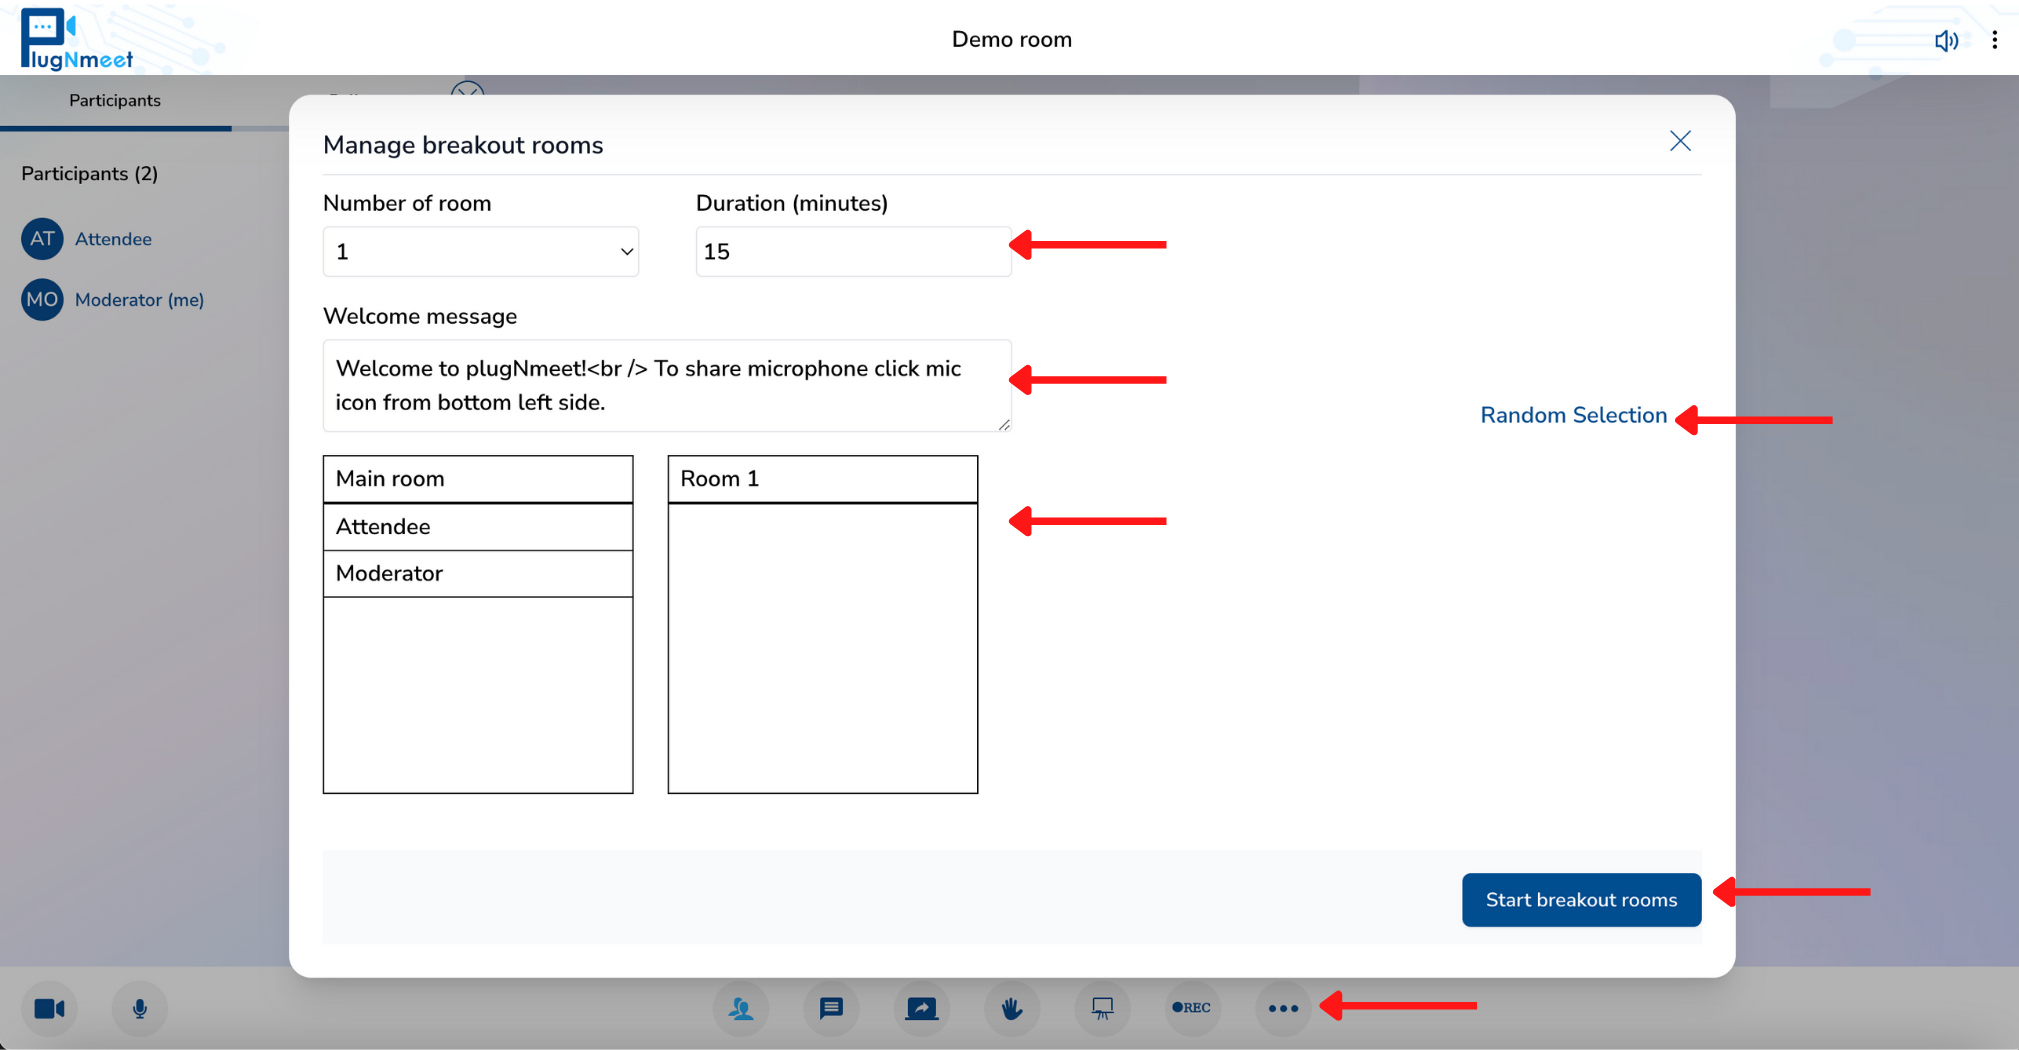 PlugNmeet
Demo room
Participants
Participants (2)
AT Attendee
MO Moderator (me)
Manage breakout rooms
Number of room
Duration (minutes)
1
15
Welcome message
Welcome to plugNmeet!<br /> To share microphone click mic
icon from bottom left side.
Random Selection
Main room
Room 1
Attendee
Moderator
Start breakout rooms
REC